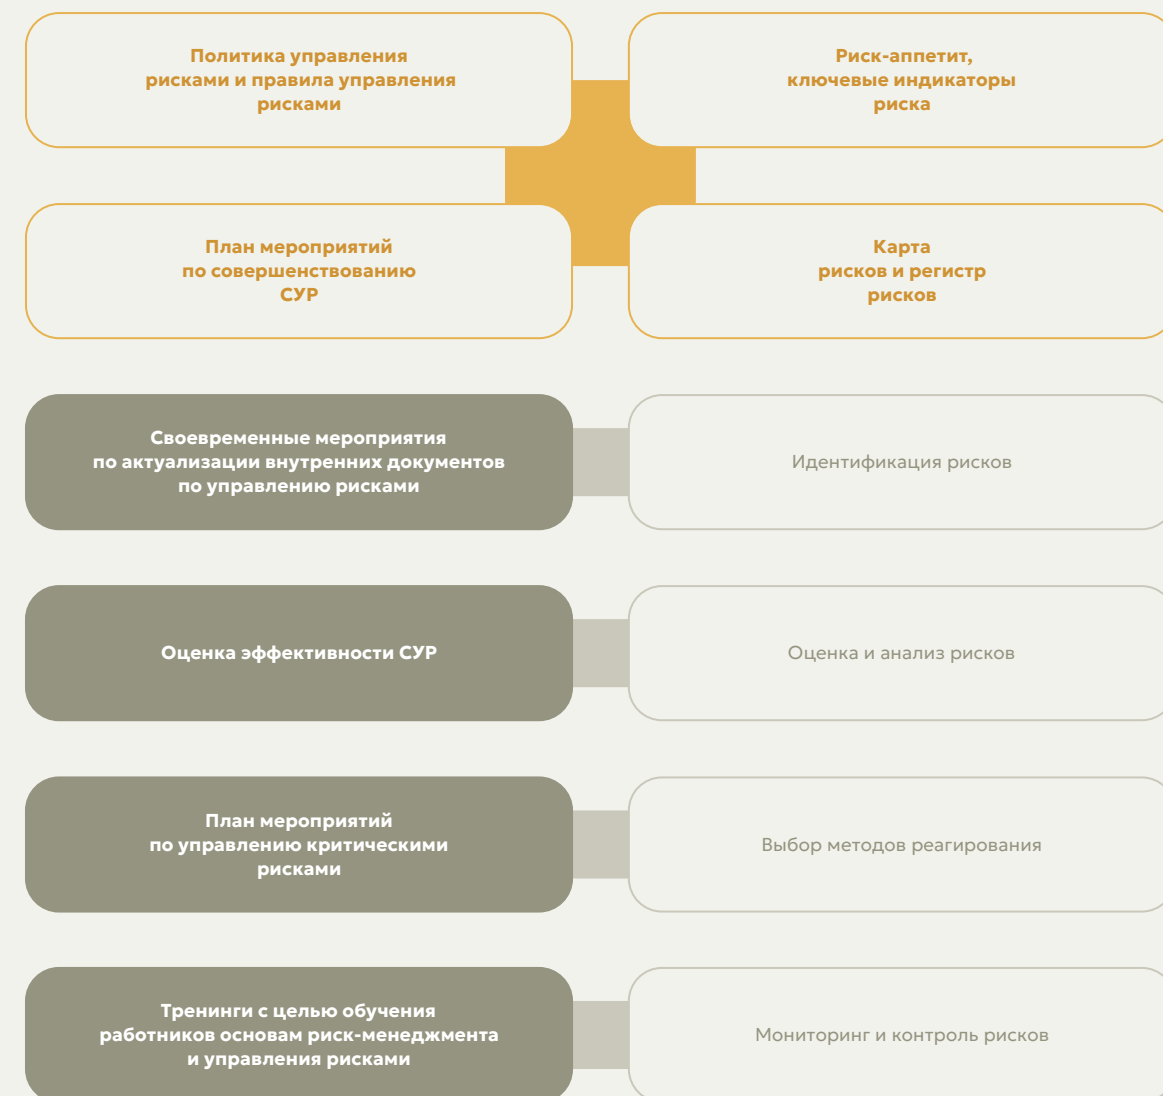 Политика управления
рисками и правила управления
рисками
Риск-аппетит,
ключевые индикаторы
риска
План мероприятий
по совершенствованию
СУР
Карта
рисков и регистр
рисков
Своевременные мероприятия
по актуализации внутренних документов
по управлению рисками
Идентификация рисков
Оценка эффективности СУР
Оценка и анализ рисков
План мероприятий
по управлению критическими
рисками
Выбор методов реагирования
Тренинги с целью обучения
работников основам риск-менеджмента
и управления рисками
Мониторинг и контроль рисков